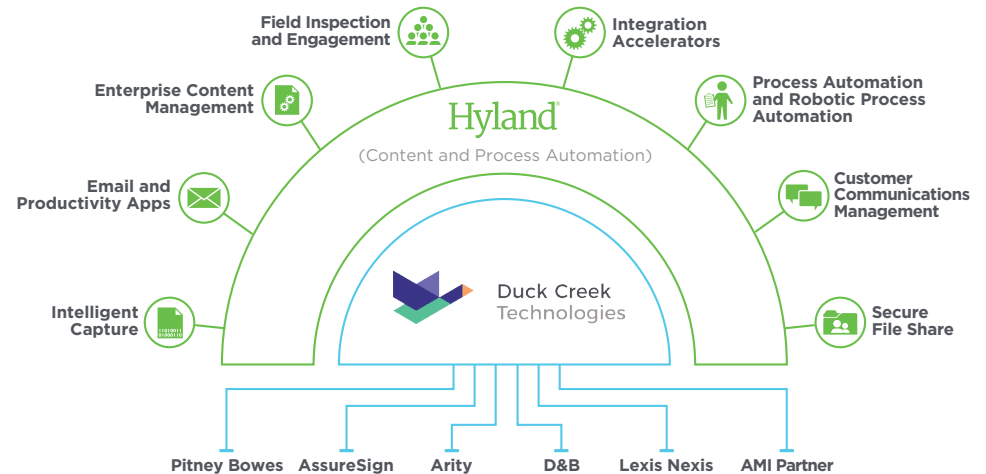 Field Inspection
and Engagement
Integration
Accelerators
Enterprise Content
Management
Process Automation
and Robotic Process
Automation
Hyland®
(Content and Process Automation)
Email and
Productivity Apps
Customer
Communications
Management
Duck Creek
Technologies
Intelligent
Capture
11010011
01000110
Secure
File Share
Pitney Bowes
AssureSign
Arity
D&B
Lexis Nexis
AMI Partner